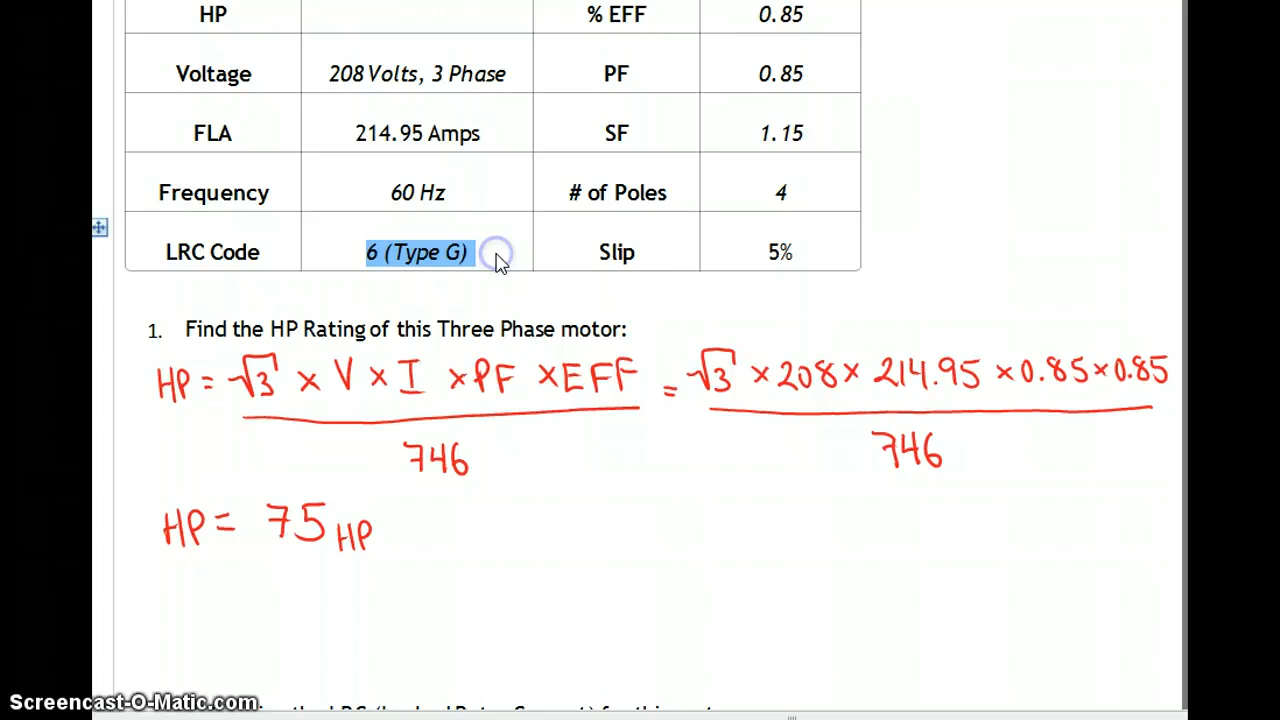 HP % EFF 0.85
Voltage 208 Volts, 3 Phase PF 0.85
FLA 214.95 Amps SF 1.15
Frequency 60 Hz # of Poles 4
LRC Code 6 (Type G) Slip 5%
1. Find the HP Rating of this Three Phase motor:
HP = √3 × V × I × PF × EFF = √3 × 208 × 214.95 × 0.85 × 0.85
746 746
HP = 75 HP
Screencast-O-Matic.com